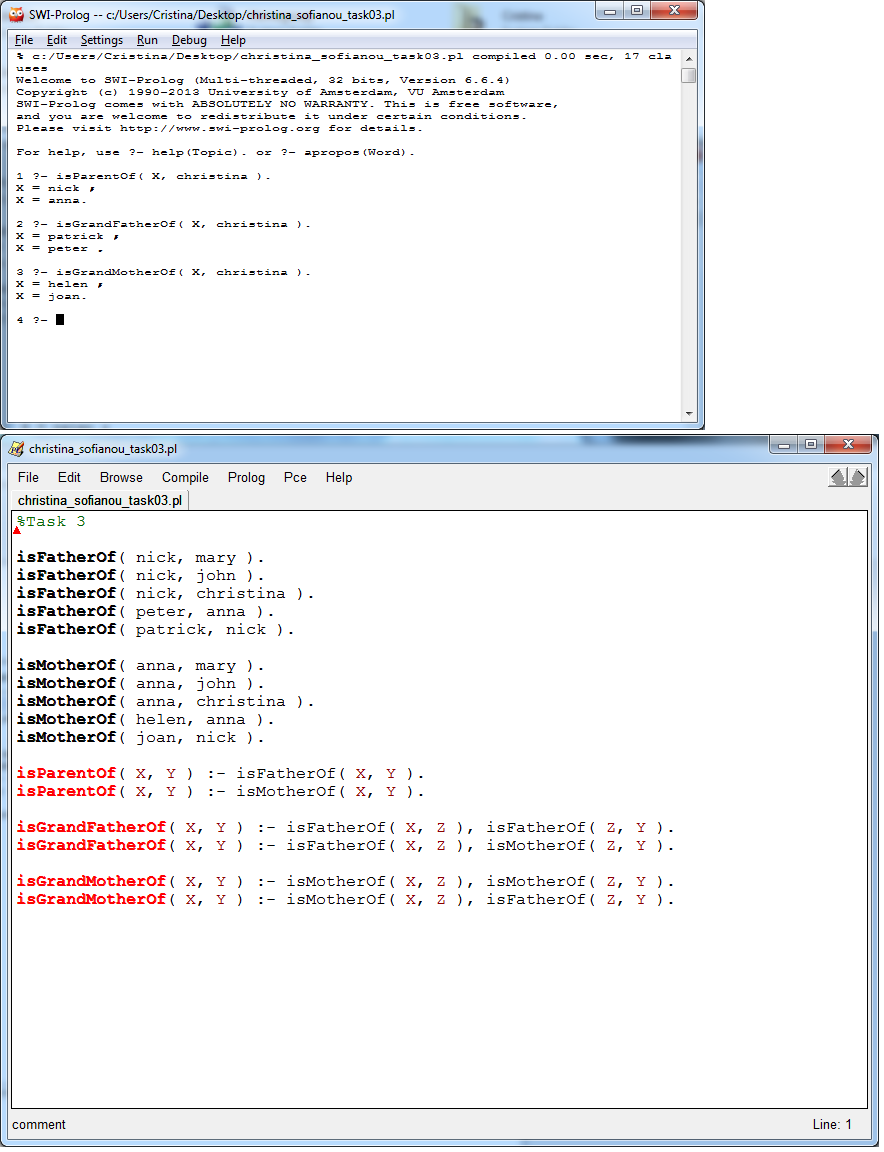 SWI-Prolog -- c:/Users/Cristina/Desktop/christina_sofianou_task03.pl
File Edit Settings Run Debug Help
% c:/Users/Cristina/Desktop/christina_sofianou_task03.pl compiled 0.00 sec, 17 cla
uses
Welcome to SWI-Prolog (Multi-threaded, 32 bits, Version 6.6.4)
Copyright (c) 1990-2013 University of Amsterdam, VU Amsterdam
SWI-Prolog comes with ABSOLUTELY NO WARRANTY. This is free software,
and you are welcome to redistribute it under certain conditions.
Please visit http://www.swi-prolog.org for details.
For help, use ?- help(Topic). or ?- apropos(Word).
1 ?- isParentOf( X, christina ).
X = nick ;
X = anna.
2 ?- isGrandFatherOf( X, christina ).
X = patrick ;
X = peter .
3 ?- isGrandMotherOf( X, christina ).
X = helen ;
X = joan.
4 ?-
christina_sofianou_task03.pl
File Edit Browse Compile Prolog Pce Help
christina_sofianou_task03.pl
%Task 3
isFatherOf( nick, mary ).
isFatherOf( nick, john ).
isFatherOf( nick, christina ).
isFatherOf( peter, anna ).
isFatherOf( patrick, nick ).
isMotherOf( anna, mary ).
isMotherOf( anna, john ).
isMotherOf( anna, christina ).
isMotherOf( helen, anna ).
isMotherOf( joan, nick ).
isParentOf( X, Y ) :- isFatherOf( X, Y ).
isParentOf( X, Y ) :- isMotherOf( X, Y ).
isGrandFatherOf( X, Y ) :- isFatherOf( X, Z ), isFatherOf( Z, Y ).
isGrandFatherOf( X, Y ) :- isFatherOf( X, Z ), isMotherOf( Z, Y ).
isGrandMotherOf( X, Y ) :- isMotherOf( X, Z ), isMotherOf( Z, Y ).
isGrandMotherOf( X, Y ) :- isMotherOf( X, Z ), isFatherOf( Z, Y ).
comment
Line: 1